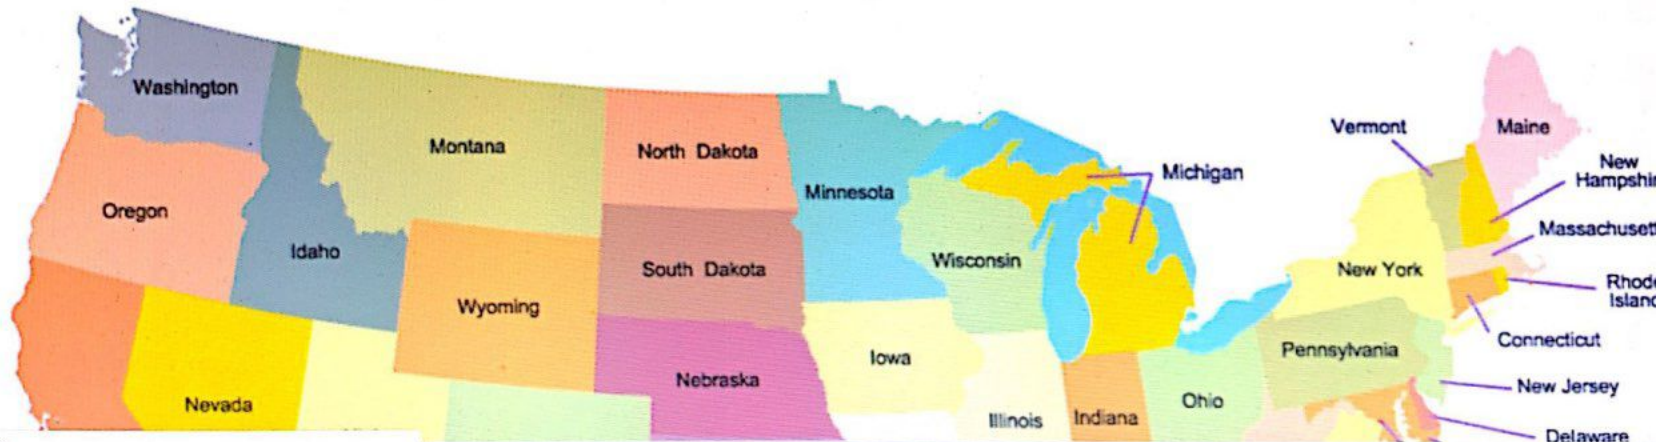 Washington
Montana
North Dakota
Minnesota
Michigan
Vermont
Maine
New
Hampshir
Oregon
Idaho
Wyoming
South Dakota
Wisconsin
New York
Massachusett
Rhode
Island
Connecticut
Nevada
Nebraska
Iowa
Illinois
Indiana
Ohio
Pennsylvania
New Jersey
Delaware